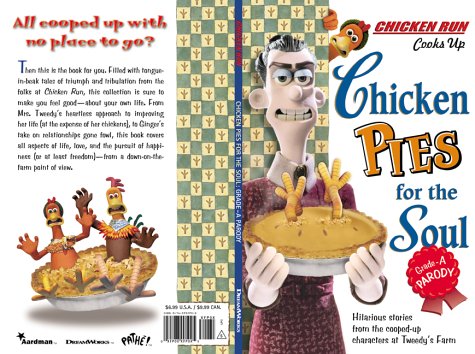 All cooped up with
no place to go?
Then this is the book for you. Filled with tongue-
in-beak tales of triumph and tribulation from the
folks at Chicken Run, this collection is sure to
make you feel good—about your own life. From
Mrs. Tweedy's heartless approach to improving
her life (at the expense of her chickens), to Ginger's
take on relationships gone fowl, this book covers
all aspects of life, love, and the pursuit of happi-
ness (or at least freedom)—from a down-on-the-
farm point of view.
Aardman
DREAMWORKS
PATHÉ!
$6.99 U.S.A. / $9.99 CAN.
CHICKEN PIES FOR THE SOUL: GRADE-A PARODY
DREAMWORKS
CHICKEN RUN
Cooks Up
Chicken
PIES
for the
Soul
Grade-A
PARODY
Hilarious stories
from the cooped-up
characters at Tweedy's Farm